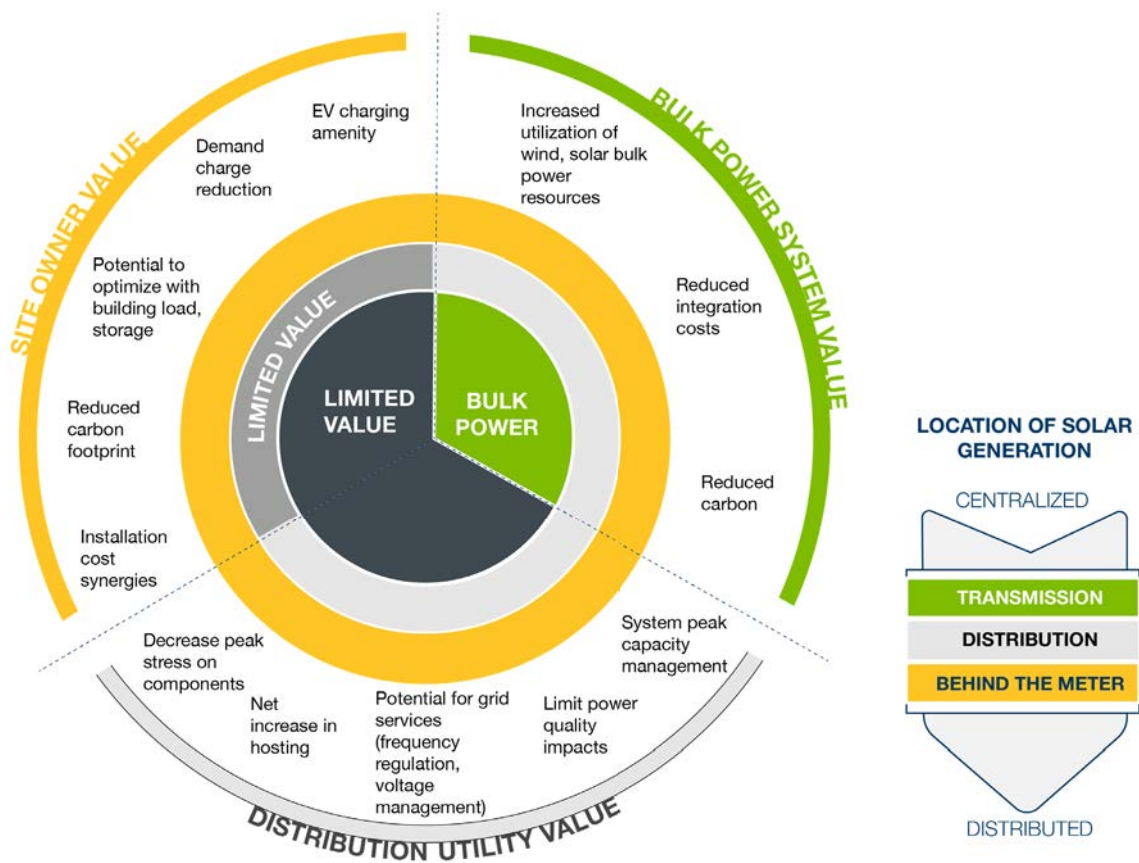 SITE OWNER VALUE
EV charging
amenity
Demand
charge
reduction
Potential to
optimize with
building load,
storage
Reduced
carbon
footprint
Installation
cost
synergies
BULK POWER SYSTEM VALUE
Increased
utilization of
wind, solar bulk
power
resources
Reduced
integration
costs
Reduced
carbon
LIMITED VALUE
LIMITED
VALUE
BULK
POWER
Decrease peak
stress on
components
Net
increase in
hosting
Potential for grid
services
(frequency
regulation,
voltage
management)
Limit power
quality
impacts
System peak
capacity
management
DISTRIBUTION UTILITY VALUE
LOCATION OF SOLAR
GENERATION
CENTRALIZED
TRANSMISSION
DISTRIBUTION
BEHIND THE METER
DISTRIBUTED